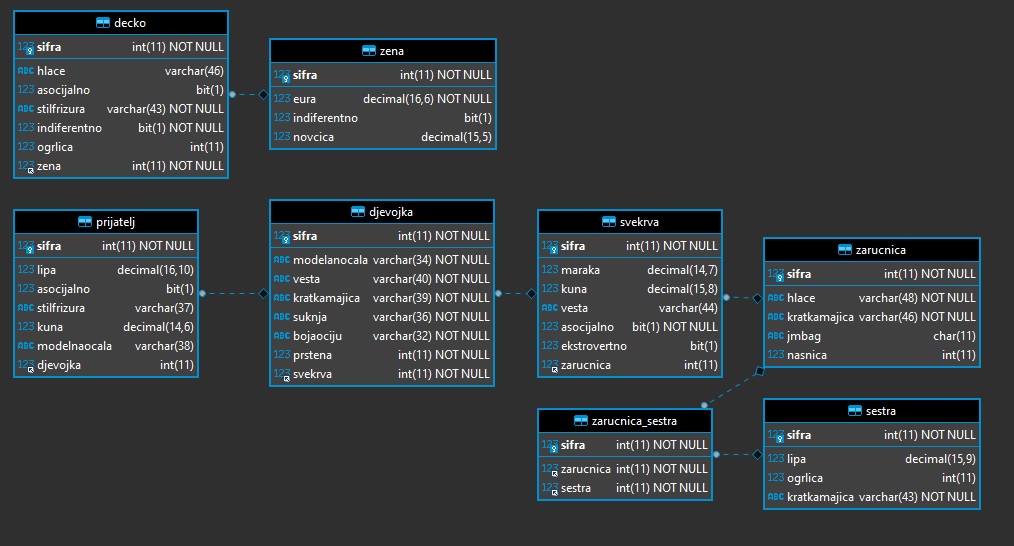 decko
123 sifra int(11) NOT NULL
ABC hlace varchar(46)
123 asocijalno bit(1)
ABC stilfrizura varchar(43) NOT NULL
123 indiferentno bit(1) NOT NULL
123 ogrlica int(11)
123 zena int(11) NOT NULL
zena
123 sifra int(11) NOT NULL
123 eura decimal(16,6) NOT NULL
123 indiferentno bit(1)
123 novcica decimal(15,5)
prijatelj
123 sifra int(11) NOT NULL
123 lipa decimal(16,10)
123 asocijalno bit(1)
ABC stilfrizura varchar(37)
123 kuna decimal(14,6)
ABC modelnaocala varchar(38)
123 djevojka int(11)
djevojka
123 sifra int(11) NOT NULL
ABC modelanocala varchar(34) NOT NULL
ABC vesta varchar(40) NOT NULL
ABC kratkamajica varchar(39) NOT NULL
ABC suknja varchar(36) NOT NULL
ABC bojaociju varchar(32) NOT NULL
123 prstena int(11) NOT NULL
123 svekrva int(11) NOT NULL
svekrva
123 sifra int(11) NOT NULL
123 maraka decimal(14,7)
123 kuna decimal(15,8)
ABC vesta varchar(44)
123 asocijalno bit(1) NOT NULL
123 ekstrovertno bit(1)
123 zarucnica int(11)
zarucnica
123 sifra int(11) NOT NULL
ABC hlace varchar(48) NOT NULL
ABC kratkamajica varchar(46) NOT NULL
ABC jmbag char(11)
123 nasnica int(11)
zarucnica_sestra
123 sifra int(11) NOT NULL
123 zarucnica int(11) NOT NULL
123 sestra int(11) NOT NULL
sestra
123 sifra int(11) NOT NULL
123 lipa decimal(15,9)
123 ogrlica int(11)
ABC kratkamajica varchar(43) NOT NULL